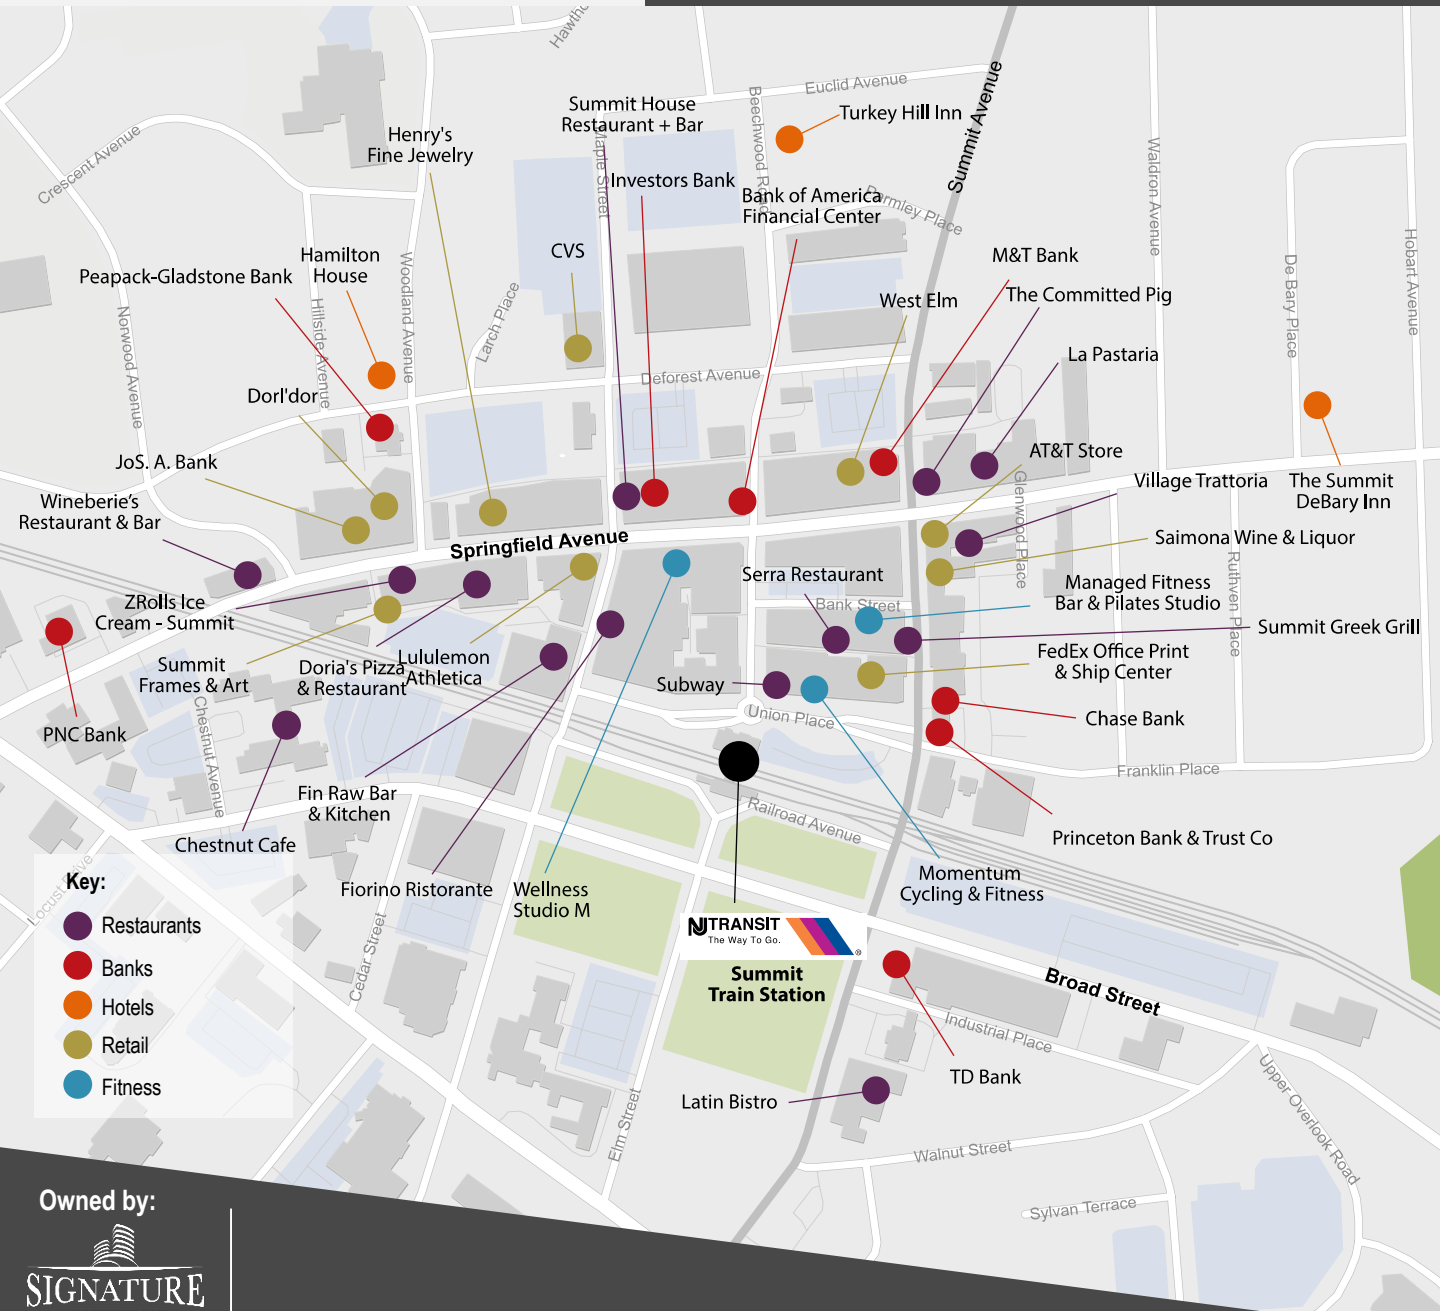 Hawtho
Euclid Avenue
Summit Avenue
Beechwood Road
Summit House
Restaurant + Bar
Turkey Hill Inn
Henry's
Fine Jewelry
Maple Street
Crescent Avenue
Waldron Avenue
Investors Bank
Bank of America
Financial Center
Parmley Place
CVS
Hamilton
House
Peapack-Gladstone Bank
Woodland Avenue
M&T Bank
The Committed Pig
West Elm
De Bary Place
Hobart Avenue
Norwood Avenue
Hillside Avenue
Larch Place
La Pastaria
Deforest Avenue
Dorl'dor
JoS. A. Bank
AT&T Store
Village Trattoria
The Summit
DeBary Inn
Wineberie’s
Restaurant & Bar
Glenwood Place
Springfield Avenue
Saimona Wine & Liquor
Serra Restaurant
Managed Fitness
Bar & Pilates Studio
Bank Street
Ruthven Place
ZRolls Ice
Cream - Summit
Summit Greek Grill
Summit
Frames & Art
Doria's Pizza
& Restaurant
Lululemon
Athletica
FedEx Office Print
& Ship Center
Subway
Union Place
Chase Bank
PNC Bank
Chestnut Avenue
Franklin Place
Fin Raw Bar
& Kitchen
Railroad Avenue
Chestnut Cafe
Princeton Bank & Trust Co
Locust Drive
Fiorino Ristorante
Wellness
Studio M
Momentum
Cycling & Fitness
Key:
Restaurants
Banks
Hotels
Retail
Fitness
NJ TRANSIT
The Way To Go.
®
Summit
Train Station
Cedar Street
Broad Street
Industrial Place
TD Bank
Latin Bistro
Elm Street
Upper Overlook Road
Walnut Street
Sylvan Terrace
Owned by:
SIGNATURE